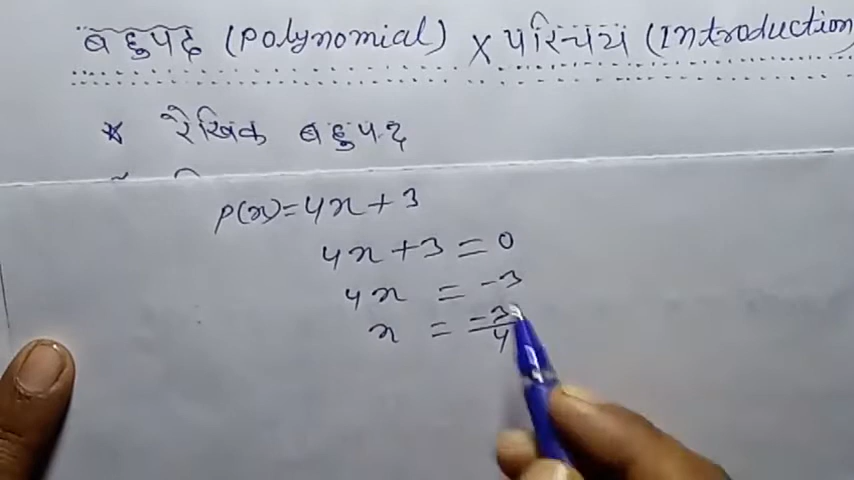 बहुपद (Polynomial) x परिचय (Introduction)
* रैखिक बहुपद
p(x) = 4x + 3
4x + 3 = 0
4x = -3
x = -3/4